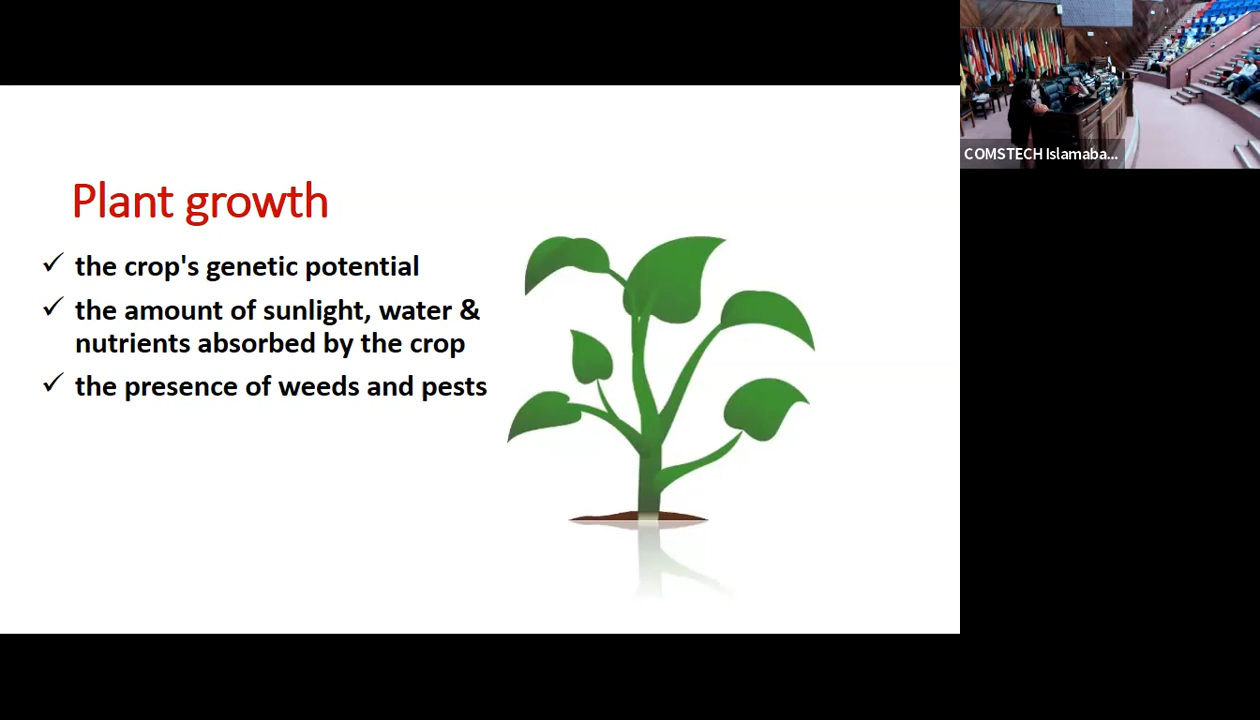 Plant growth
✓ the crop's genetic potential
✓ the amount of sunlight, water &
nutrients absorbed by the crop
✓ the presence of weeds and pests
COMSTECH Islamaba...